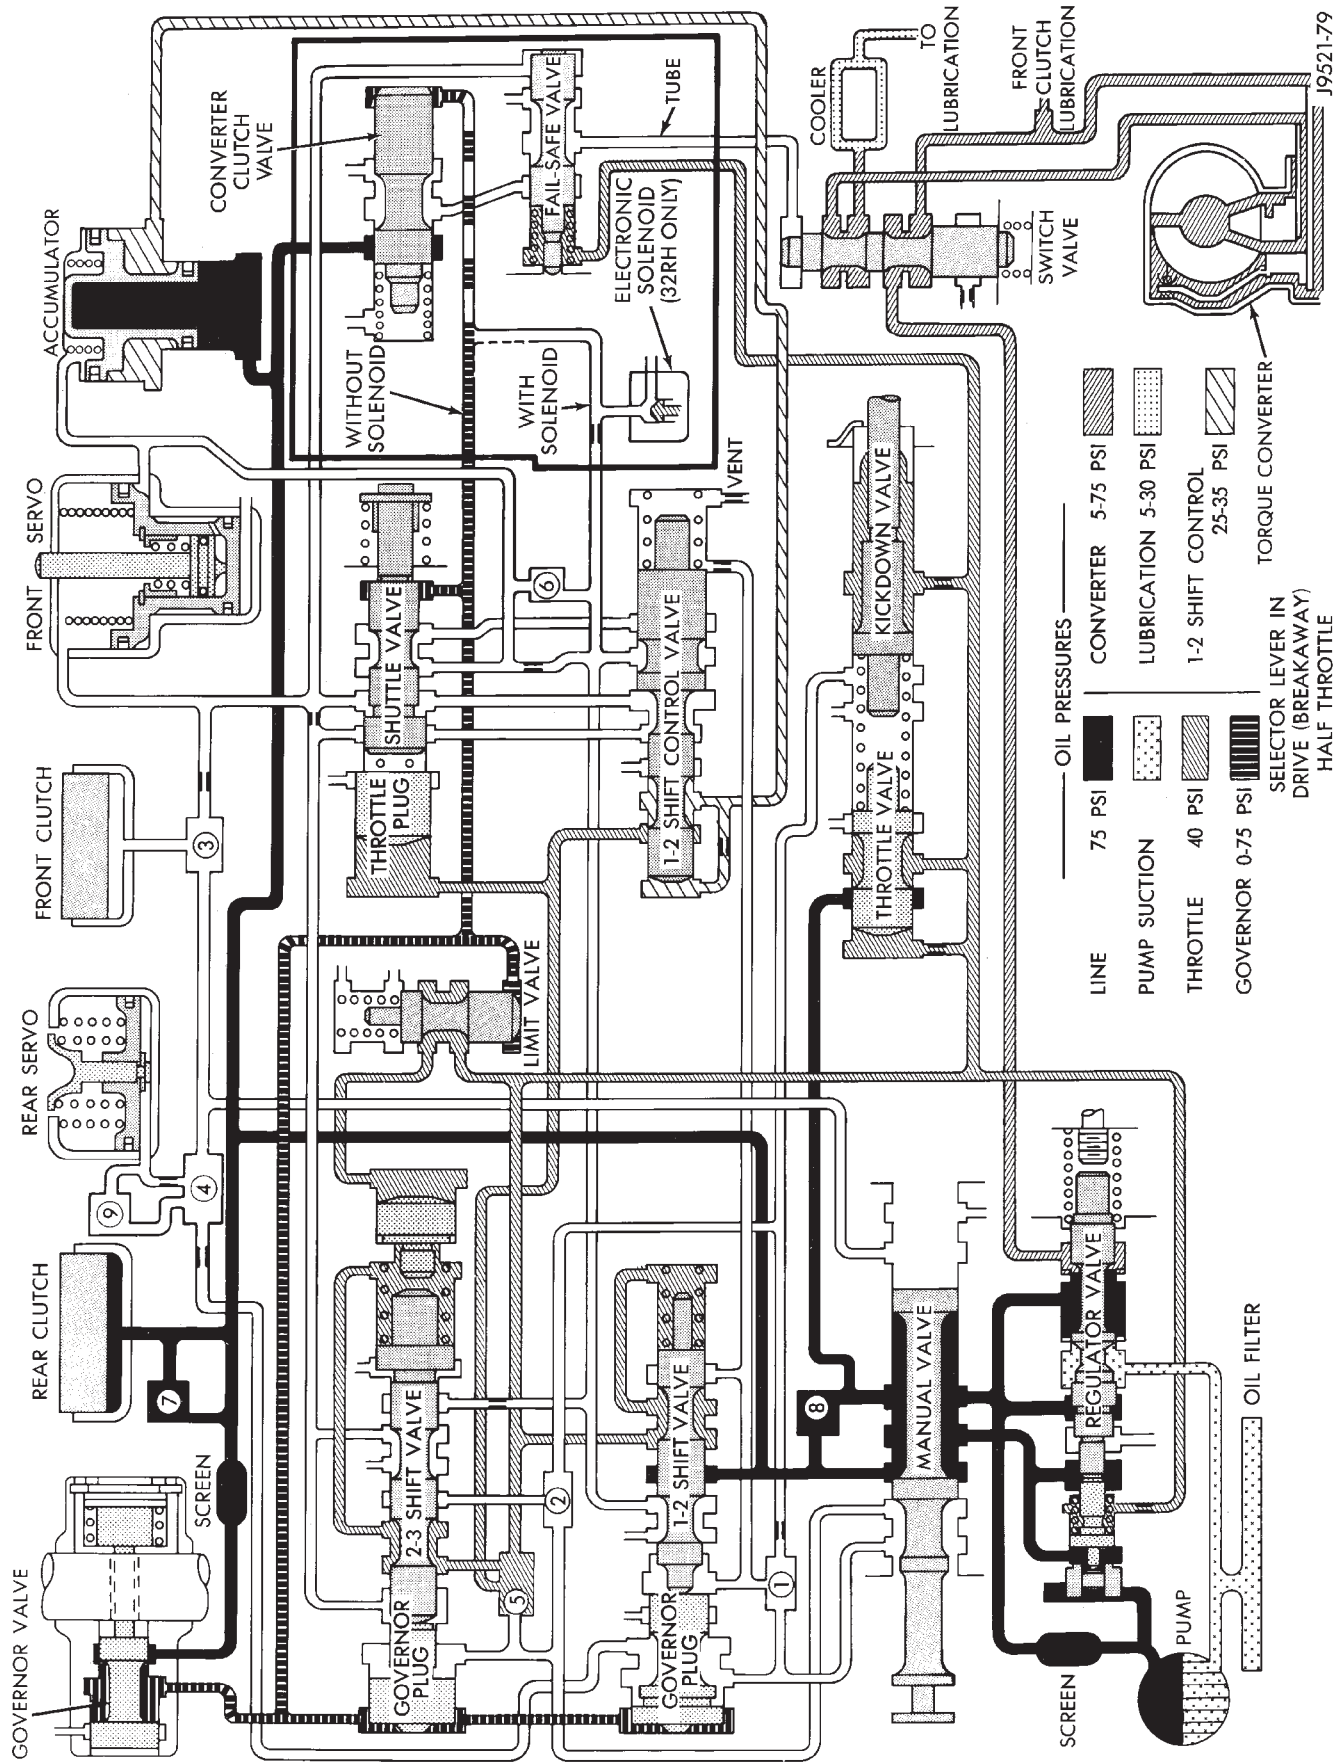 GOVERNOR VALVE
REAR CLUTCH
REAR SERVO
FRONT CLUTCH
FRONT SERVO
ACCUMULATOR
CONVERTER
CLUTCH
VALVE
SCREEN
7
9
4
3
6
WITHOUT
SOLENOID
WITH
SOLENOID
ELECTRONIC
SOLENOID
(32RH ONLY)
FAIL-SAFE VALVE
TUBE
COOLER
TO
LUBRICATION
FRONT
CLUTCH
LUBRICATION
SWITCH
VALVE
VENT
GOVERNOR
PLUG
2-3 SHIFT VALVE
LIMIT VALVE
THROTTLE
PLUG
SHUTTLE VALVE
5
2
GOVERNOR
PLUG
1-2 SHIFT VALVE
1-2 SHIFT CONTROL VALVE
1
8
MANUAL VALVE
THROTTLE VALVE
KICKDOWN VALVE
REGULATOR VALVE
SCREEN
PUMP
OIL FILTER
OIL PRESSURES
LINE 75 PSI
PUMP SUCTION
THROTTLE 40 PSI
GOVERNOR 0-75 PSI
CONVERTER 5-75 PSI
LUBRICATION 5-30 PSI
1-2 SHIFT CONTROL
25-35 PSI
TORQUE CONVERTER
SELECTOR LEVER IN
DRIVE (BREAKAWAY)
HALF THROTTLE
J9521-79